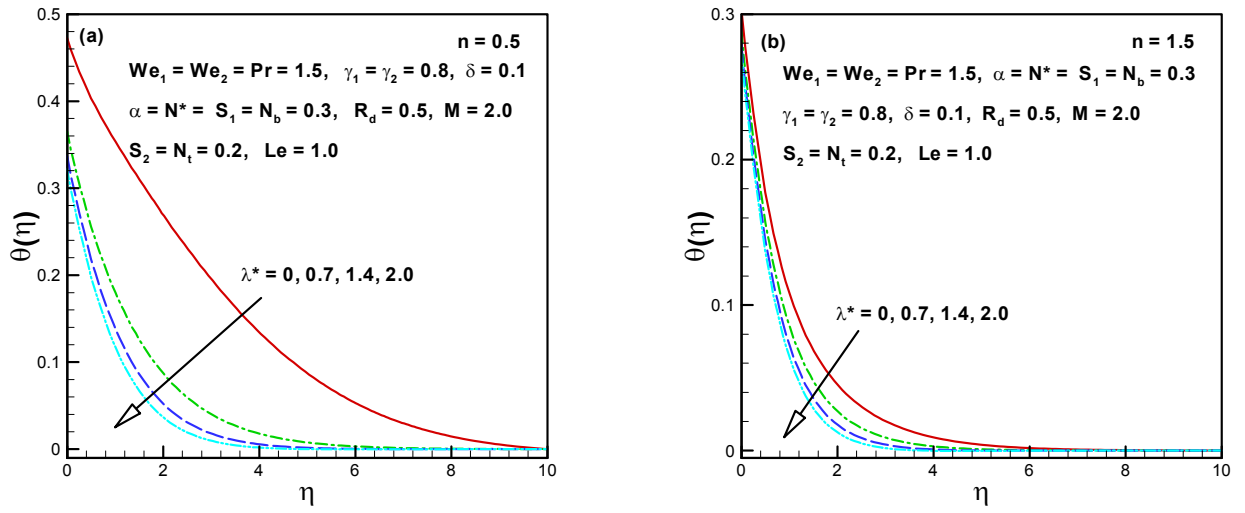 (a)
n = 0.5
We₁ = We₂ = Pr = 1.5, γ₁ = γ₂ = 0.8, δ = 0.1
α = N* = S₁ = N_b = 0.3, R_d = 0.5, M = 2.0
S₂ = N_t = 0.2, Le = 1.0
λ* = 0, 0.7, 1.4, 2.0
θ(η)
0.5
0.4
0.3
0.2
0.1
0
0 2 4 6 8 10
η
(b)
n = 1.5
We₁ = We₂ = Pr = 1.5, α = N* = S₁ = N_b = 0.3
γ₁ = γ₂ = 0.8, δ = 0.1, R_d = 0.5, M = 2.0
S₂ = N_t = 0.2, Le = 1.0
λ* = 0, 0.7, 1.4, 2.0
θ(η)
0.3
0.2
0.1
0
0 2 4 6 8 10
η